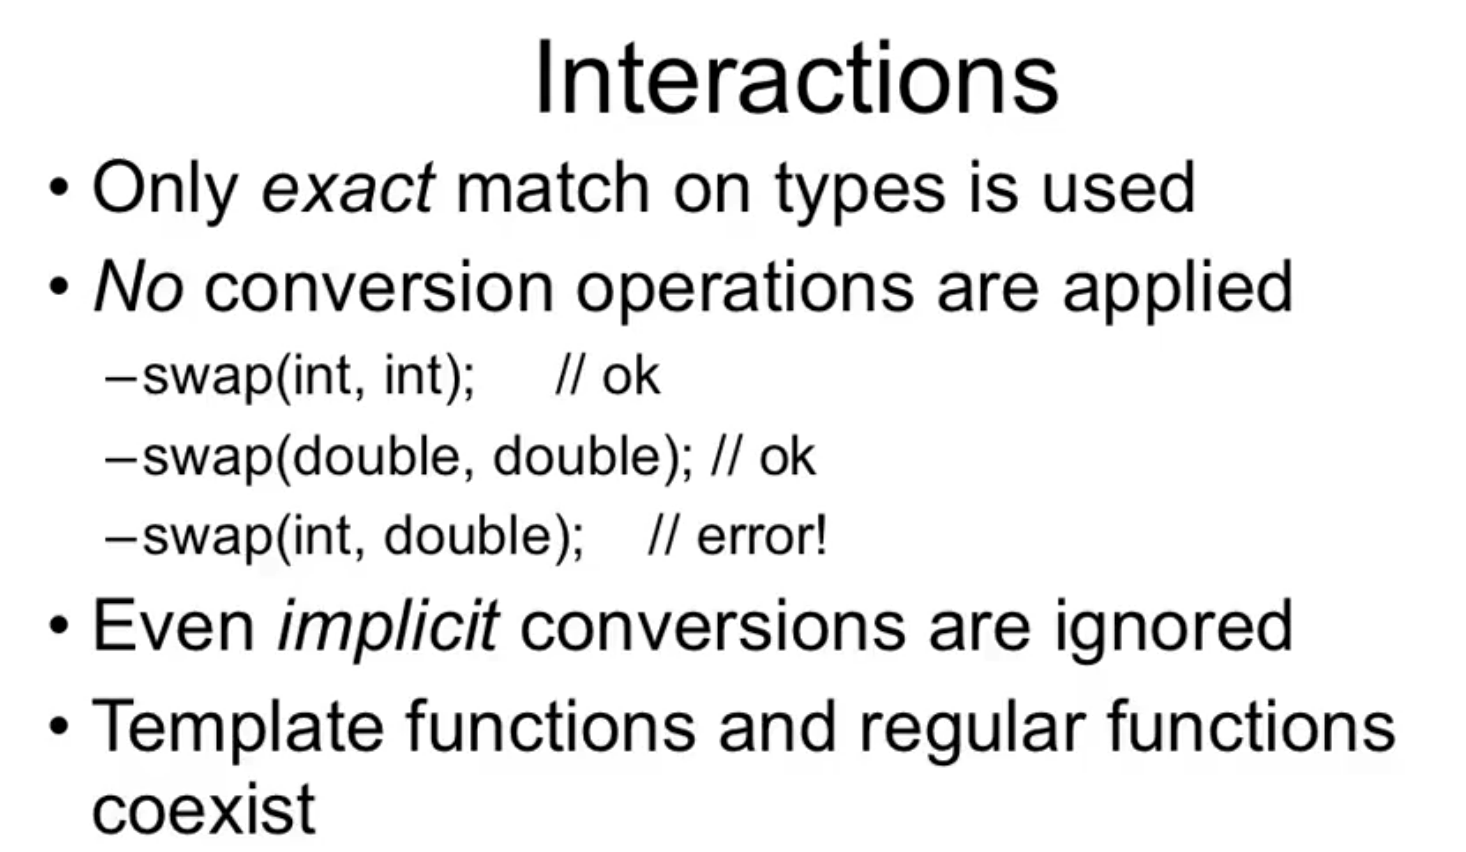 Interactions
• Only exact match on types is used
• No conversion operations are applied
–swap(int, int); // ok
–swap(double, double); // ok
–swap(int, double); // error!
• Even implicit conversions are ignored
• Template functions and regular functions
coexist